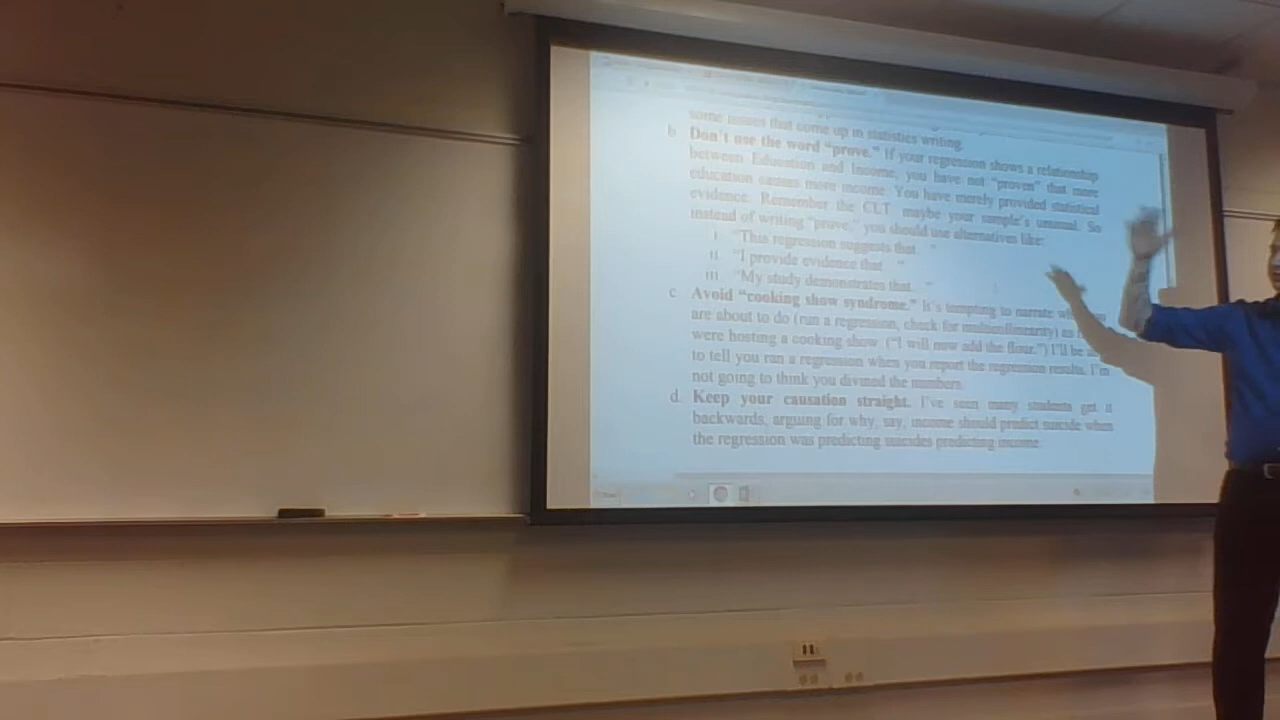 some issues that come up in statistics writing.
b. Don't use the word "prove." If your regression shows a relationship
between Education and Income, you have not "proven" that more
education causes more income. You have merely provided statistical
evidence. Remember the CLT: maybe your sample's unusual. So
instead of writing "prove," you should use alternatives like:
i. "This regression suggests that..."
ii. "I provide evidence that..."
iii. "My study demonstrates that..."
c. Avoid "cooking show syndrome." It's tempting to narrate
are about to do (run a regression, check for multicollinearity) as
were hosting a cooking show. ("I will now add the flour.") I'll be
to tell you ran a regression when you report the regression results. I'm
not going to think you divined the numbers.
d. Keep your causation straight. I've seen many students get it
backwards, arguing for why, say, income should predict suicide when
the regression was predicting suicides predicting income.